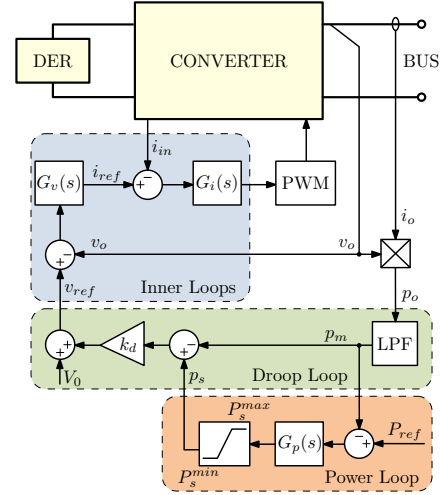 DER
CONVERTER
BUS
i_in
G_v(s)
i_ref
+ −
G_i(s)
PWM
i_o
v_o
v_o
−
+
v_ref
Inner Loops
p_o
p_m
LPF
+
+
k_d
−
+
V_0
p_s
Droop Loop
P_s^max
G_p(s)
−
+
P_ref
P_s^min
Power Loop